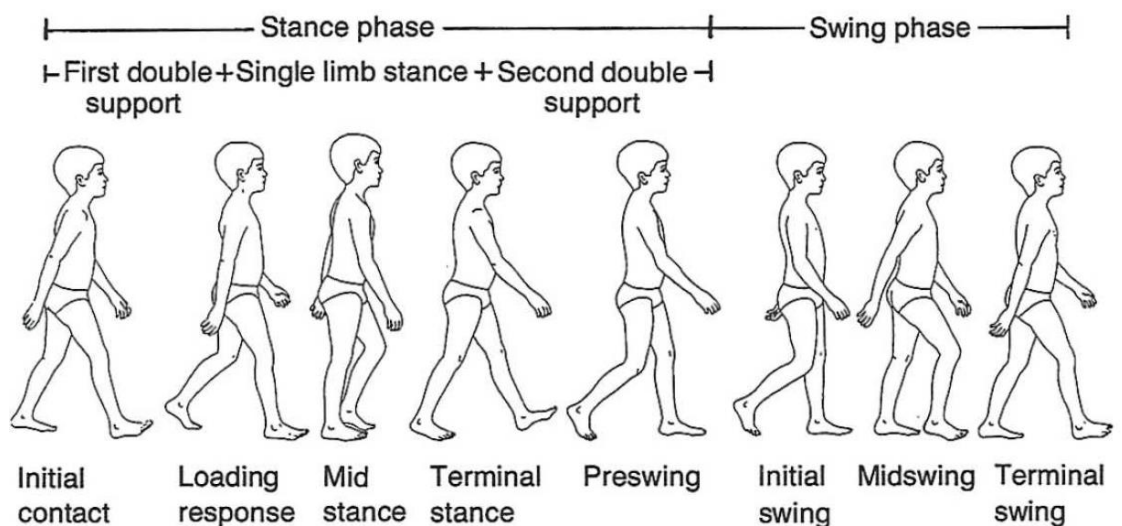 Stance phase Swing phase
First double + Single limb stance + Second double
support support
Initial Loading Mid Terminal Preswing Initial Midswing Terminal
contact response stance stance swing swing